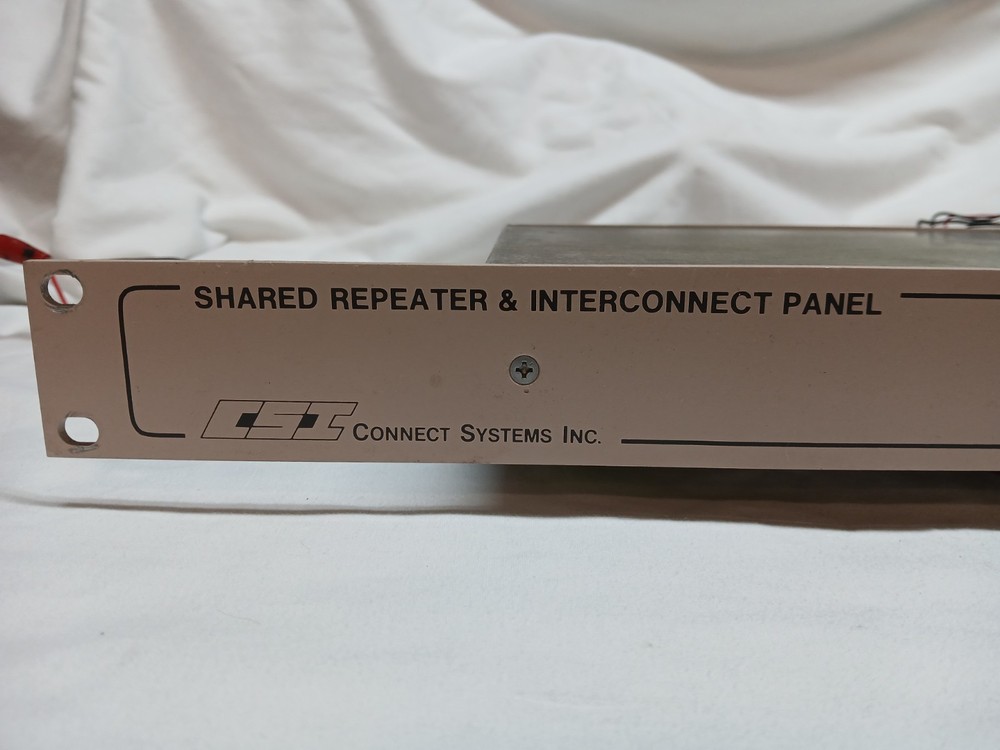 SHARED REPEATER & INTERCONNECT PANEL
CSI CONNECT SYSTEMS INC.